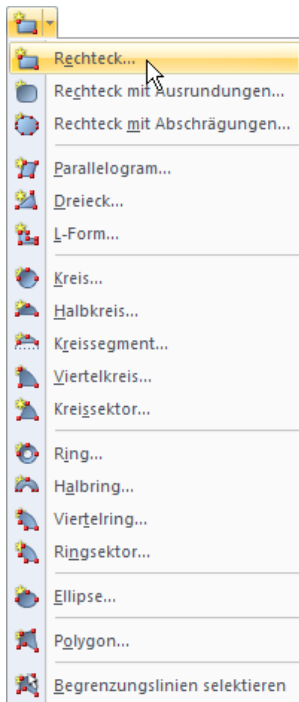 Rechteck...
Rechteck mit Ausrundungen...
Rechteck mit Abschrägungen...
Parallelogram...
Dreieck...
L-Form...
Kreis...
Halbkreis...
Kreissegment...
Viertelkreis...
Kreissektor...
Ring...
Halbring...
Viertelring...
Ringsektor...
Ellipse...
Polygon...
Begrenzungslinien selektieren